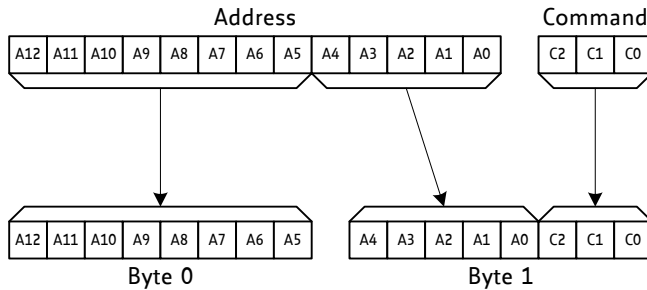 Address Command
A12 A11 A10 A9 A8 A7 A6 A5 A4 A3 A2 A1 A0 C2 C1 C0
A12 A11 A10 A9 A8 A7 A6 A5 A4 A3 A2 A1 A0 C2 C1 C0
Byte 0 Byte 1